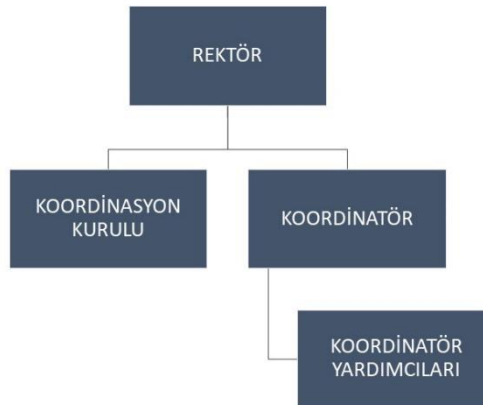 REKTÖR
KOORDİNASYON
KURULU
KOORDİNATÖR
KOORDİNATÖR
YARDIMCILARI